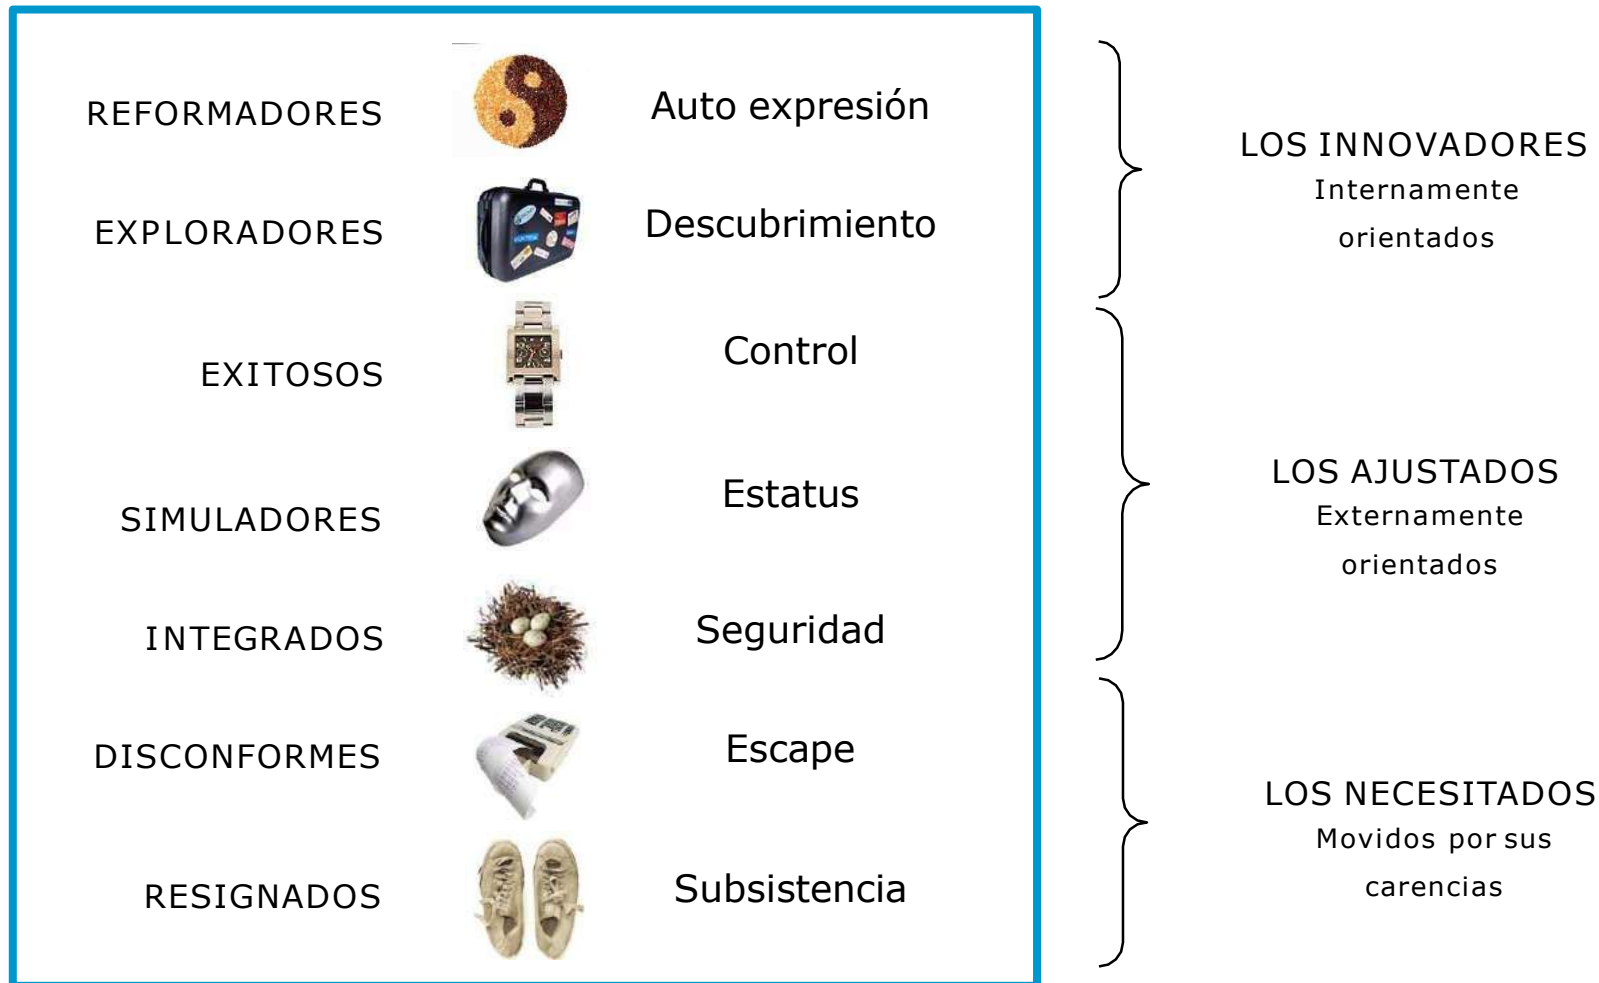 REFORMADORES
Auto expresión
EXPLORADORES
Descubrimiento
EXITOSOS
Control
SIMULADORES
Estatus
INTEGRADOS
Seguridad
DISCONFORMES
Escape
RESIGNADOS
Subsistencia
LOS INNOVADORES
Internamente
orientados
LOS AJUSTADOS
Externamente
orientados
LOS NECESITADOS
Movidos por sus
carencias